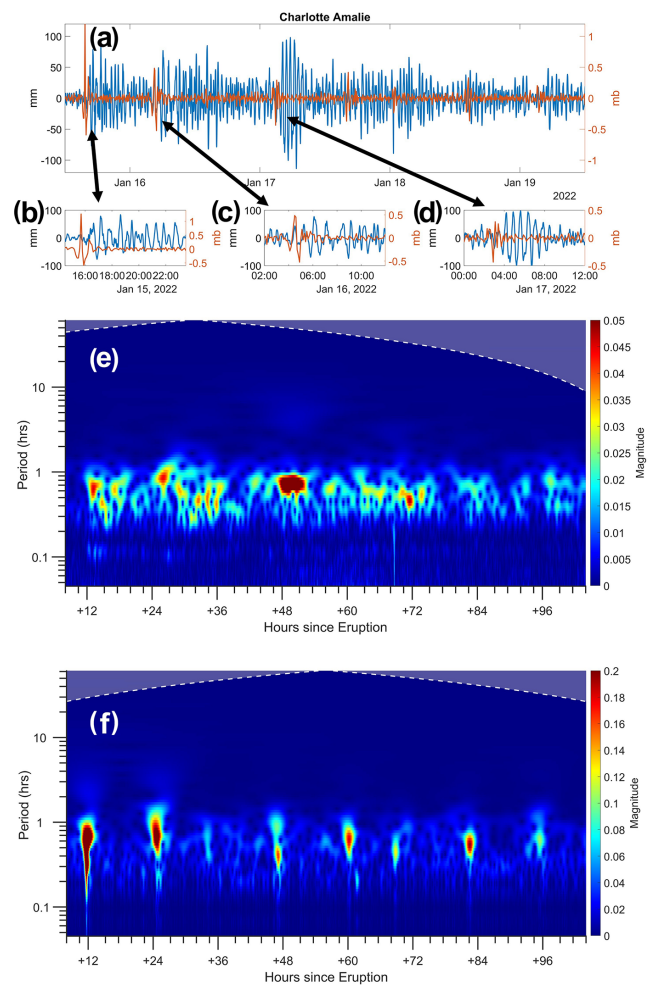 Charlotte Amalie
(a)
100
50
0
-50
-100
mm
1
0.5
0
-0.5
-1
mb
Jan 16
Jan 17
Jan 18
Jan 19
2022
(b)
(c)
(d)
100
0
-100
mm
1
0.5
0
-0.5
mb
16:00 18:00 20:00 22:00
Jan 15, 2022
100
0
-100
mm
0.5
0
-0.5
mb
02:00 06:00 10:00
Jan 16, 2022
100
0
-100
mm
0.5
0
-0.5
mb
00:00 04:00 08:00 12:00
Jan 17, 2022
(e)
10
1
0.1
Period (hrs)
+12 +24 +36 +48 +60 +72 +84 +96
Hours since Eruption
0.05
0.045
0.04
0.035
0.03
0.025
0.02
0.015
0.01
0.005
0
Magnitude
(f)
10
1
0.1
Period (hrs)
+12 +24 +36 +48 +60 +72 +84 +96
Hours since Eruption
0.2
0.18
0.16
0.14
0.12
0.1
0.08
0.06
0.04
0.02
0
Magnitude